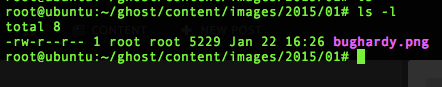 root@ubuntu:~/ghost/content/images/2015/01# ls -l
total 8
-rw-r--r-- 1 root root 5229 Jan 22 16:26 bughardy.png
root@ubuntu:~/ghost/content/images/2015/01#